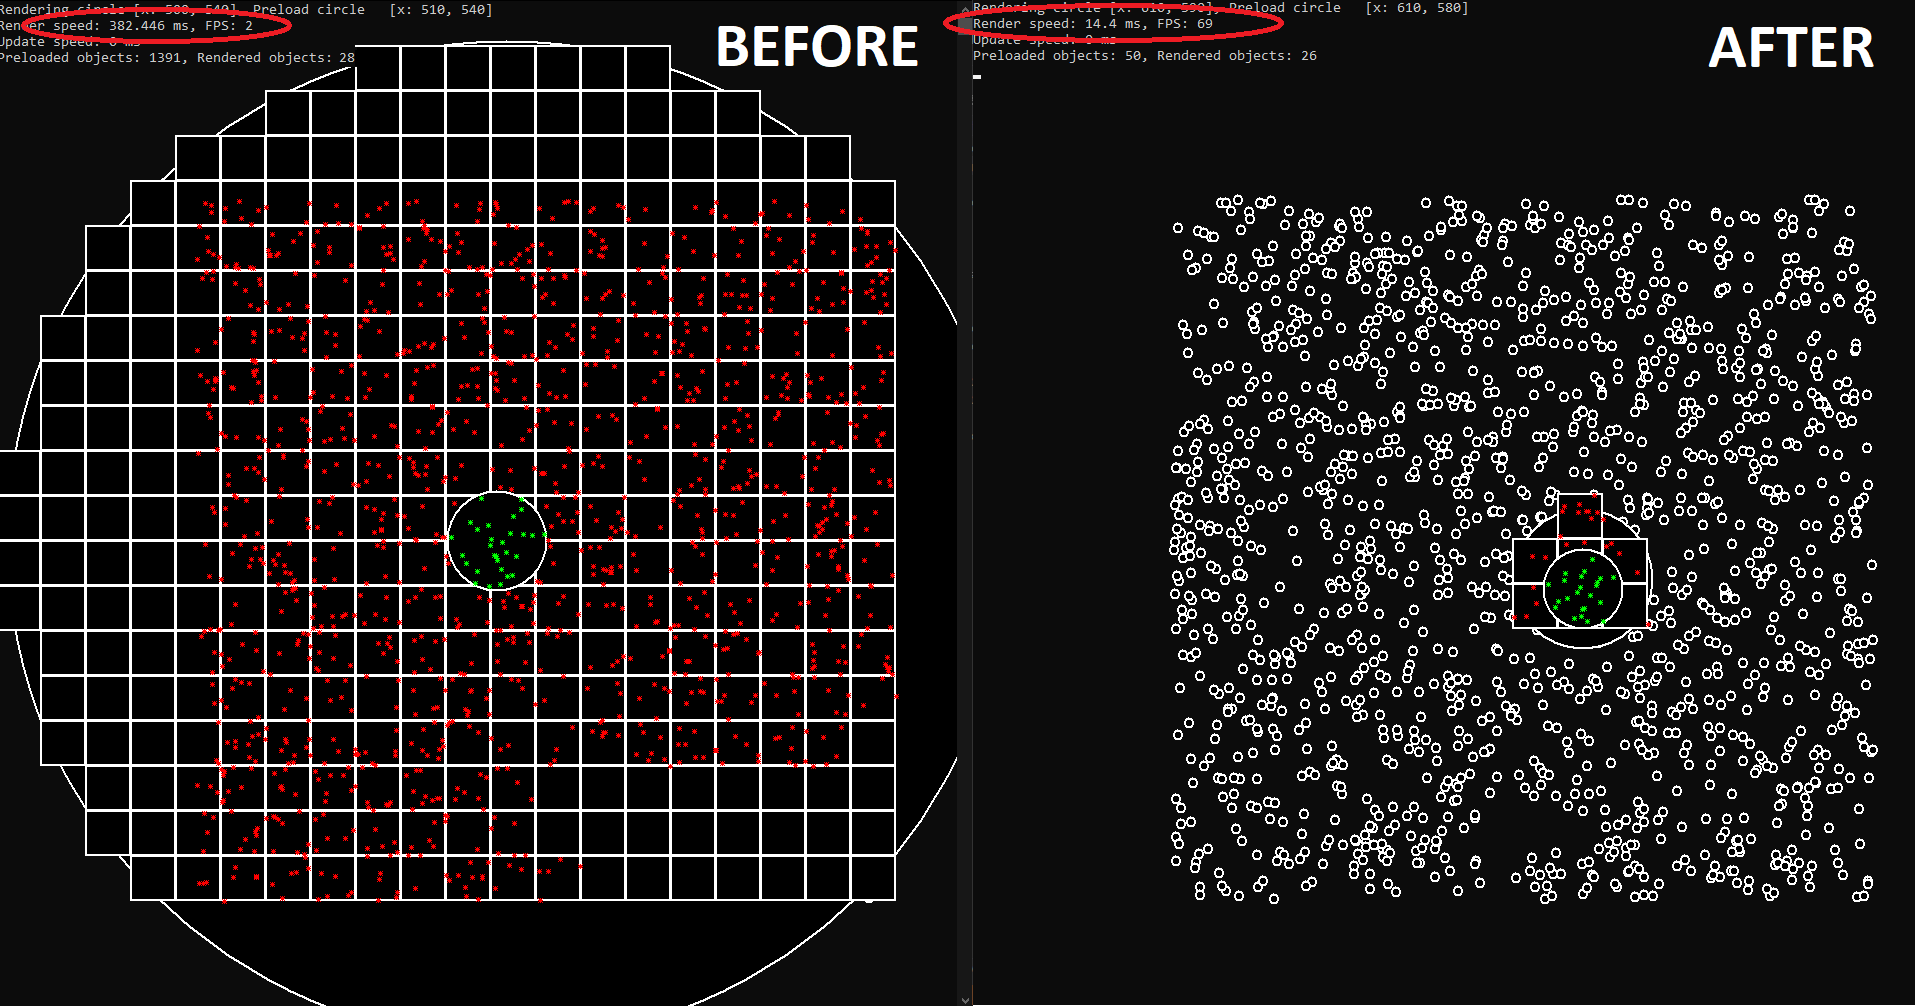 Rendering circle [x: 500, 540], Preload circle   [x: 510, 540]
Render speed: 382.446 ms, FPS: 2
Update speed: 0 ms
Preloaded objects: 1391, Rendered objects: 28
BEFORE
Rendering circle [x: 610, 590], Preload circle   [x: 610, 580]
Render speed: 14.4 ms, FPS: 69
Update speed: 0 ms
Preloaded objects: 50, Rendered objects: 26
AFTER